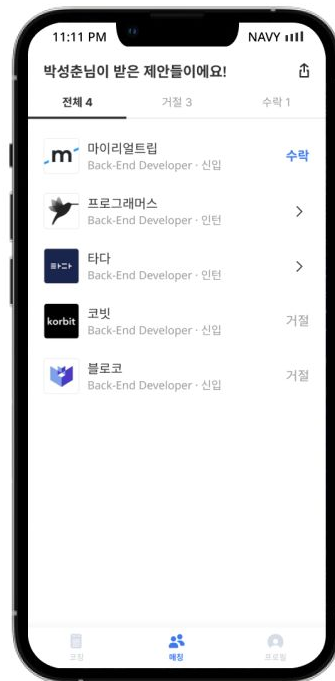 11:11 PM
NAVY
박성춘님이 받은 제안들이에요!
전체 4
거절 3
수락 1
m
마이리얼트립
Back-End Developer · 신입
수락
프로그래머스
Back-End Developer · 인턴
타다
Back-End Developer · 인턴
korbit
코빗
Back-End Developer · 신입
거절
블로코
Back-End Developer · 신입
거절
매칭
프로필